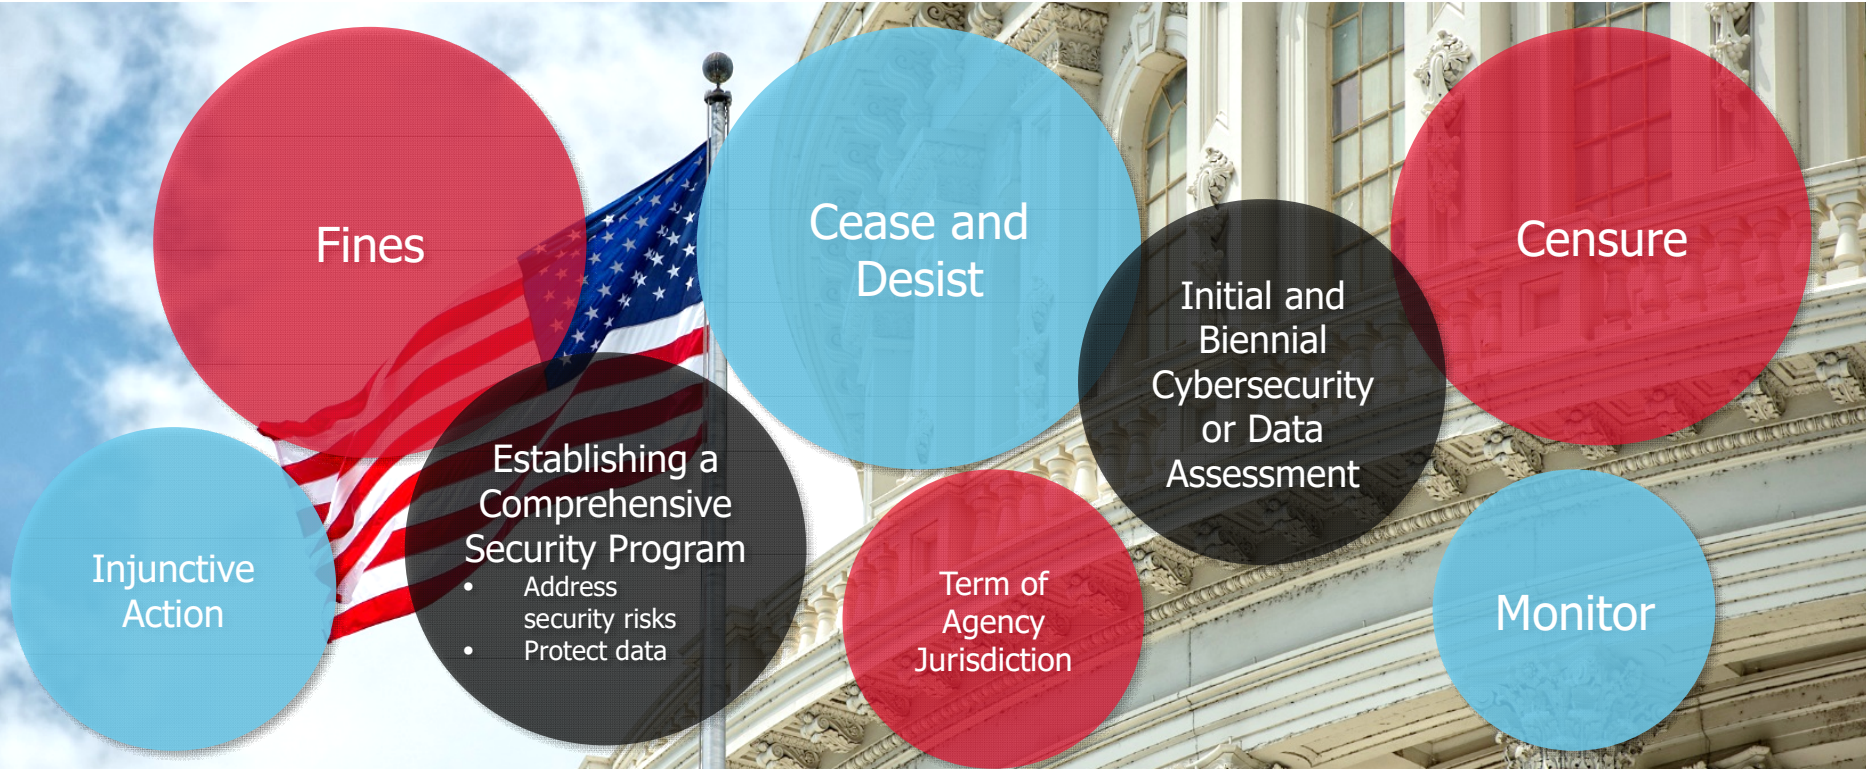 Fines
Cease and
Desist
Censure
Initial and
Biennial
Cybersecurity
or Data
Assessment
Establishing a
Comprehensive
Security Program
• Address
security risks
• Protect data
Injunctive
Action
Term of
Agency
Jurisdiction
Monitor